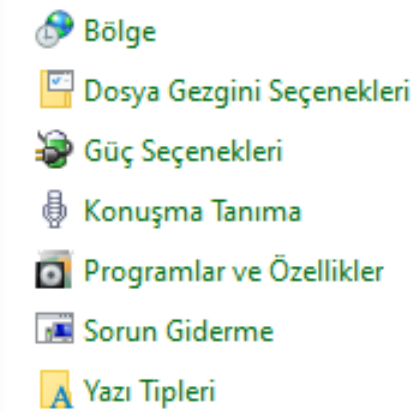 Bölge
Dosya Gezgini Seçenekleri
Güç Seçenekleri
Konuşma Tanıma
Programlar ve Özellikler
Sorun Giderme
Yazı Tipleri